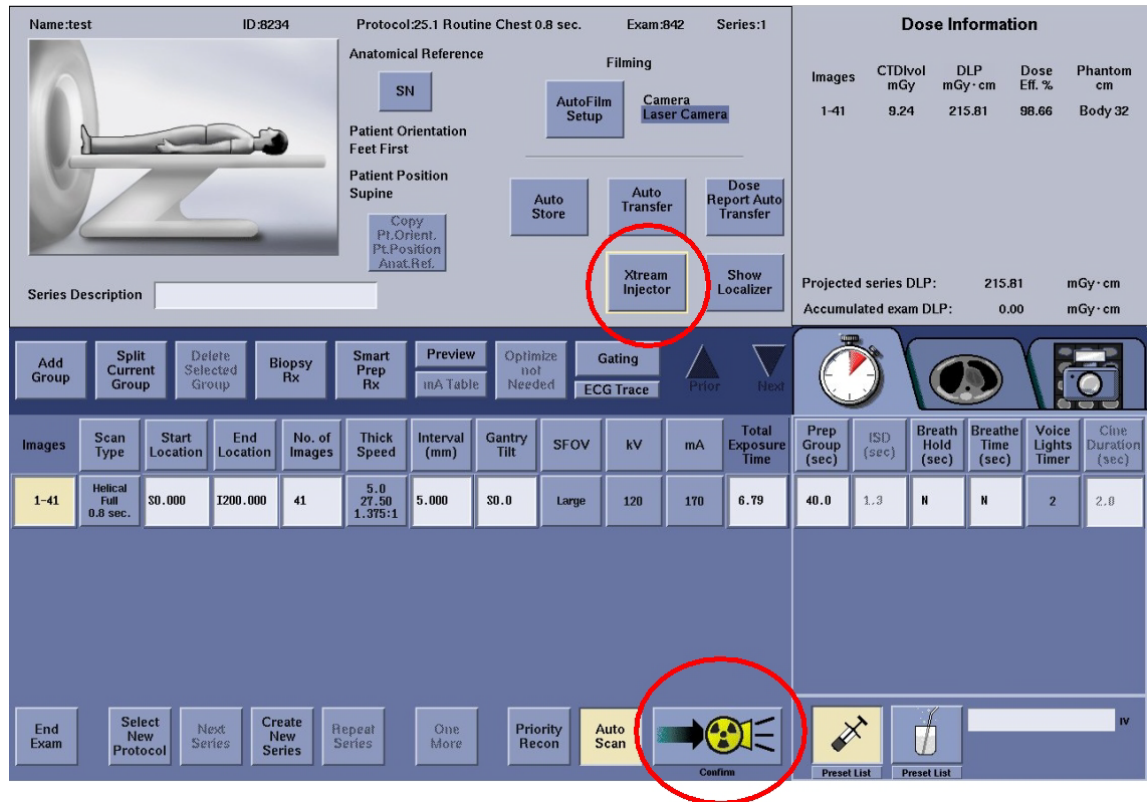 Name:test ID:8234 Protocol:25.1 Routine Chest 0.8 sec. Exam:842 Series:1
Anatomical Reference
SN
Patient Orientation
Feet First
Patient Position
Supine
Copy
Pt.Orient.
Pt.Position
Anat.Ref.
Filming
AutoFilm
Setup
Camera
Laser Camera
Auto
Store
Auto
Transfer
Dose
Report Auto
Transfer
Xtream
Injector
Show
Localizer
Series Description
Dose Information
Images CTDIvol mGy DLP mGy·cm Dose Eff. % Phantom cm
1-41 9.24 215.81 98.66 Body 32
Projected series DLP: 215.81 mGy·cm
Accumulated exam DLP: 0.00 mGy·cm
Add
Group
Split
Current
Group
Delete
Selected
Group
Biopsy
Rx
Smart
Prep
Rx
Preview
mA Table
Optimize
not
Needed
Gating
ECG Trace
Prior
Next
Images
Scan
Type
Start
Location
End
Location
No. of
Images
Thick
Speed
Interval
(mm)
Gantry
Tilt
SFOV
kV
mA
Total
Exposure
Time
Prep
Group
(sec)
ISD
(sec)
Breath
Hold
(sec)
Breathe
Time
(sec)
Voice
Lights
Timer
Cine
Duration
(sec)
1-41
Helical
Full
0.8 sec.
S0.000
I200.000
41
5.0
27.50
1.375:1
5.000
S0.0
Large
120
170
6.79
40.0
1.3
N
N
2
2.0
End
Exam
Select
New
Protocol
Next
Series
Create
New
Series
Repeat
Series
One
More
Priority
Recon
Auto
Scan
Confirm
Preset List
Preset List
IV